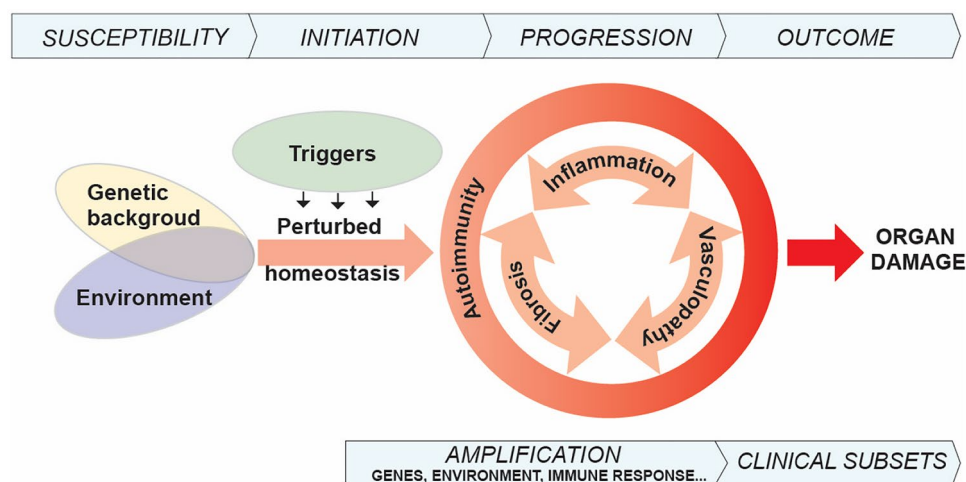 SUSCEPTIBILITY
INITIATION
PROGRESSION
OUTCOME
Triggers
Genetic
backgroud
Environment
Perturbed
homeostasis
Autoimmunity
Inflammation
Vasculopathy
Fibrosis
ORGAN
DAMAGE
AMPLIFICATION
GENES, ENVIRONMENT, IMMUNE RESPONSE...
CLINICAL SUBSETS